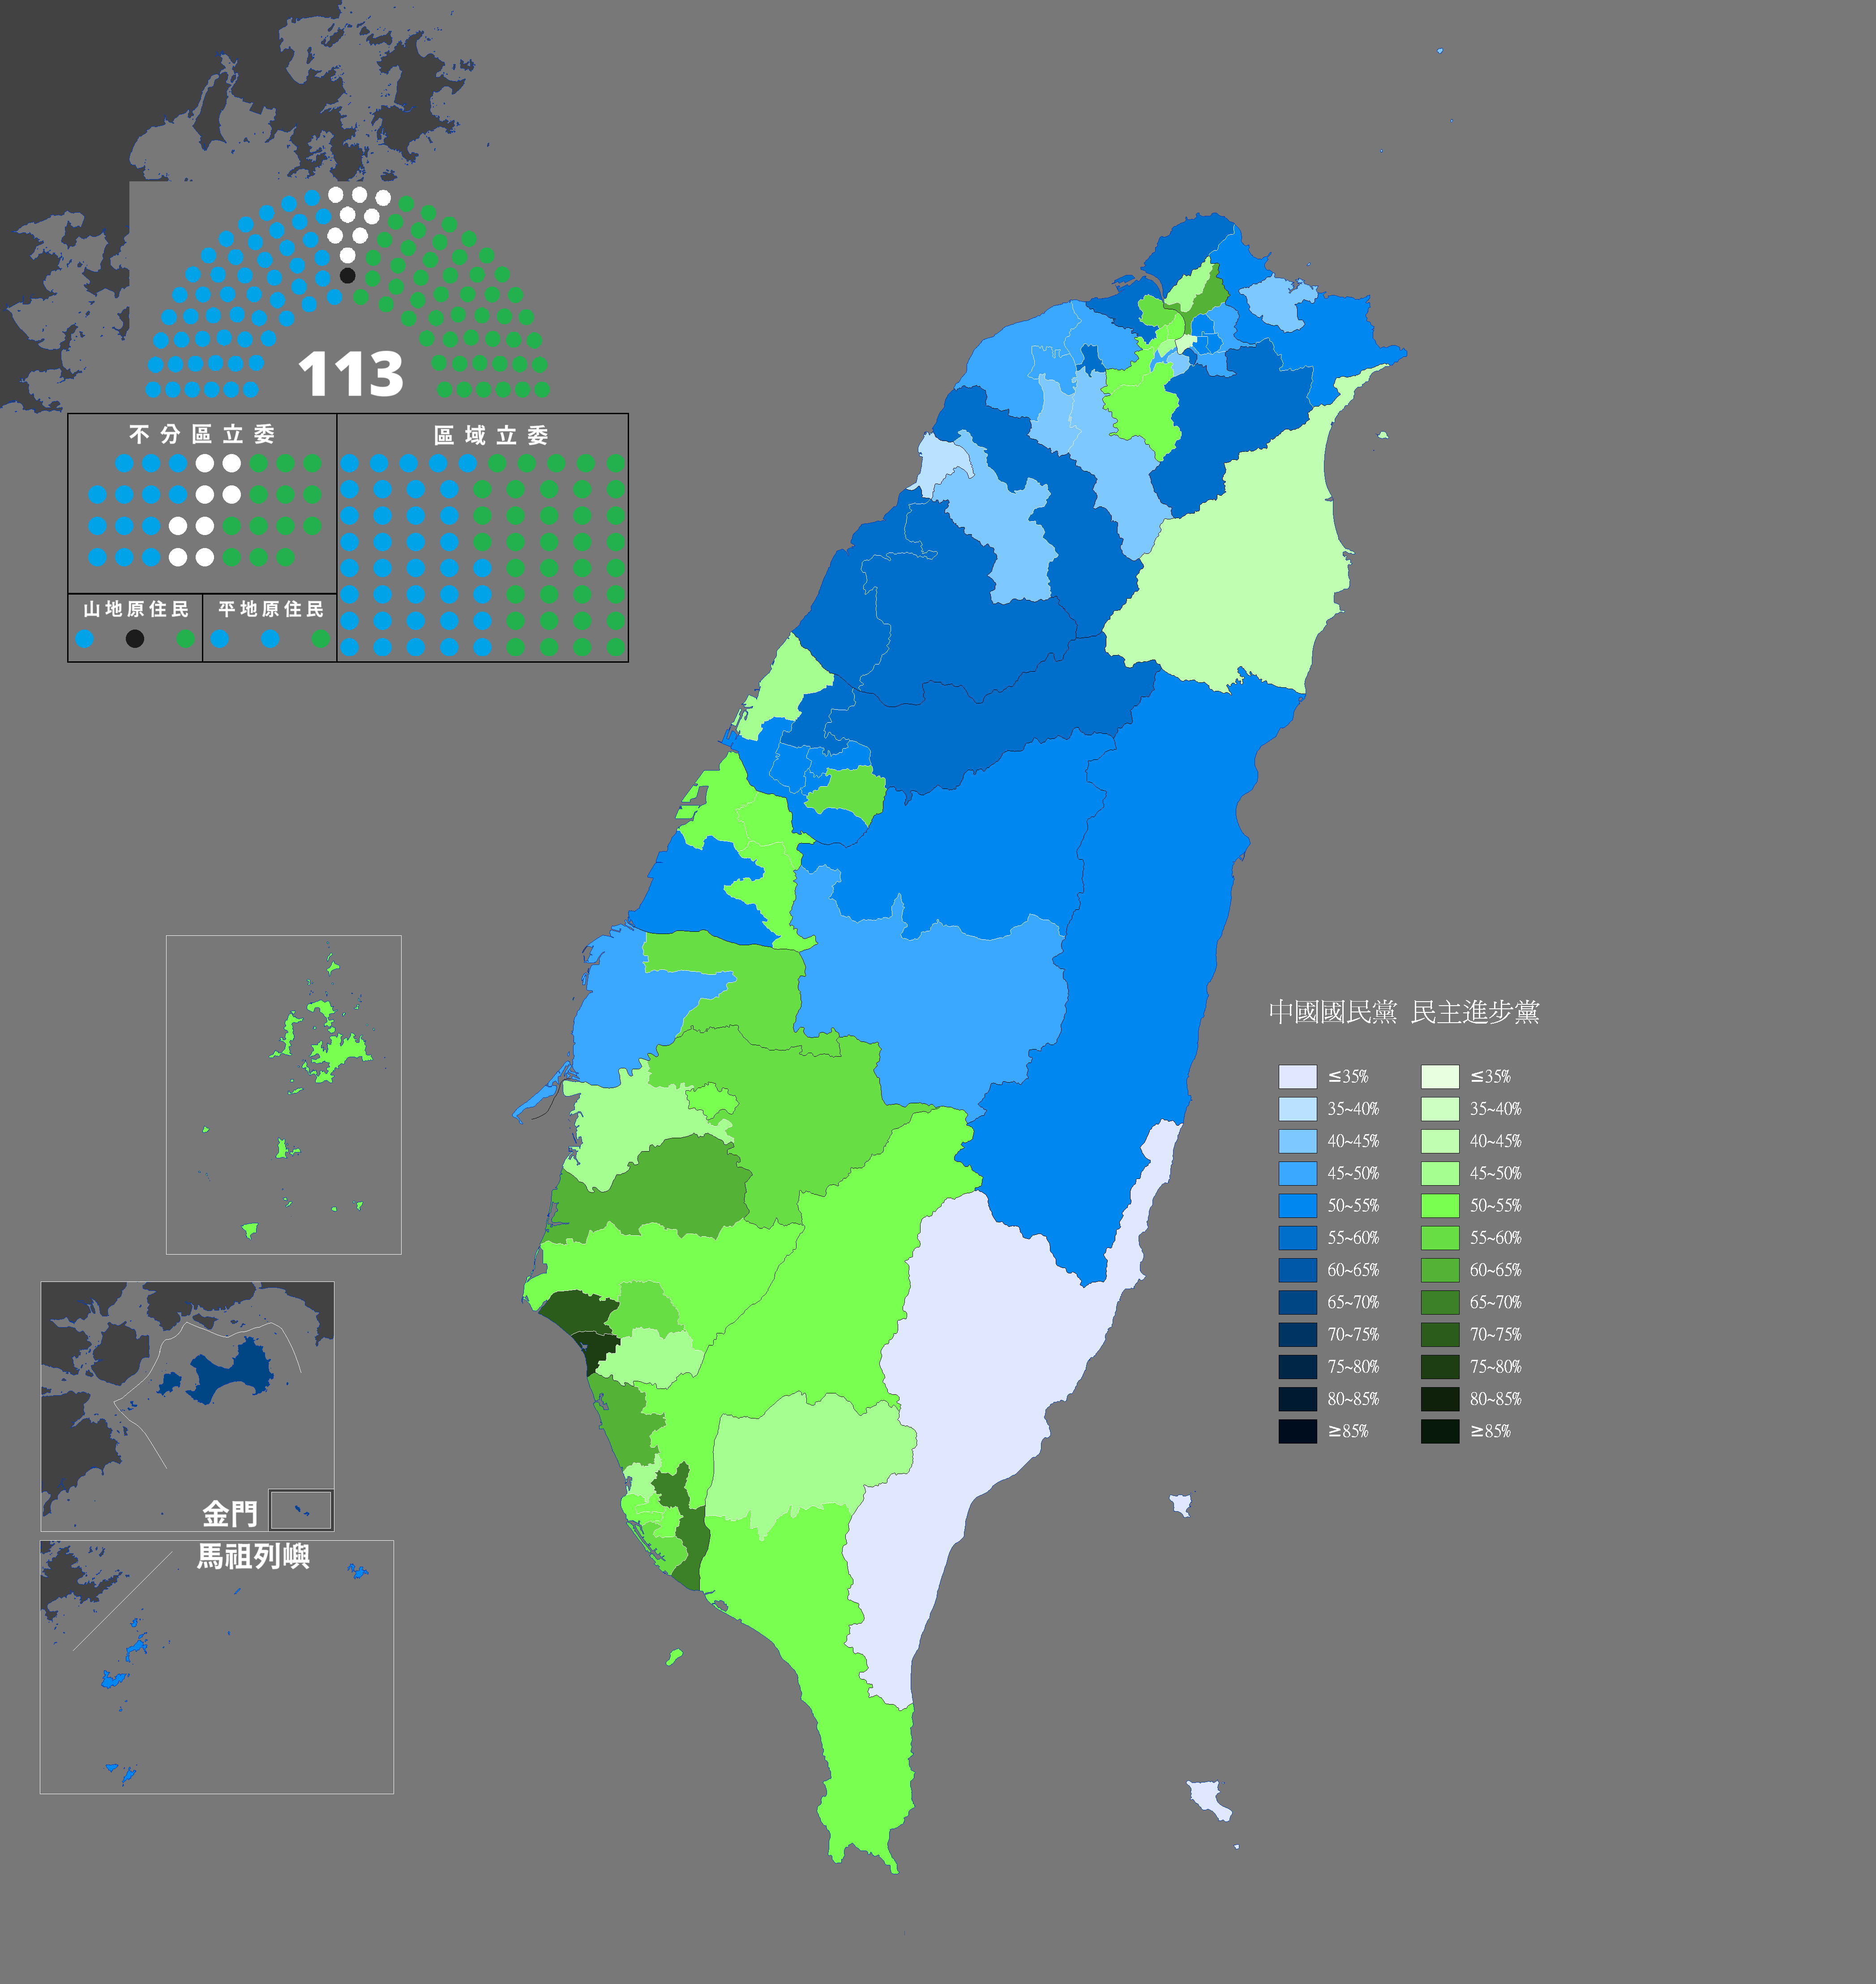 113
不分區立委
區域立委
山地原住民
平地原住民
中國國民黨 民主進步黨
≤35% ≤35%
35~40% 35~40%
40~45% 40~45%
45~50% 45~50%
50~55% 50~55%
55~60% 55~60%
60~65% 60~65%
65~70% 65~70%
70~75% 70~75%
75~80% 75~80%
80~85% 80~85%
≥85% ≥85%
金門
馬祖列嶼